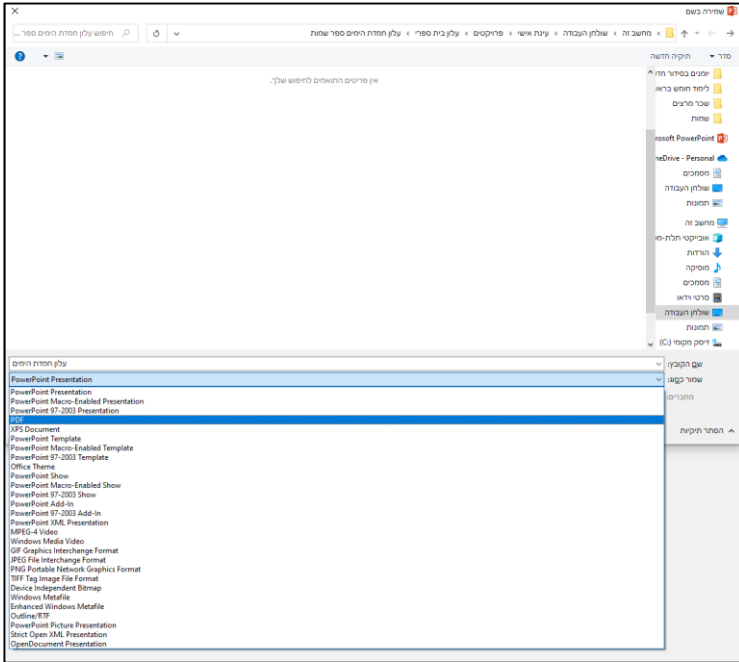 שמירה בשם
מחשב זה › שולחן העבודה › עינת אישי › פרויקטים › עלון בית ספרי › עלון חמדת הימים ספר שמות
חיפוש עלון חמדת הימים ספר ...
סדר
תיקיה חדשה
אין פריטים התואמים לחיפוש שלך.
יומנים בסידור חדי
לימוד חומש בראש
שכר מרצים
שמות
rosoft PowerPoint
neDrive - Personal
מסמכים
שולחן העבודה
תמונות
מחשב זה
אובייקטי תלת-ממ
הורדות
מוסיקה
מסמכים
סרטי וידאו
שולחן העבודה
תמונות
דיסק מקומי (C:)
שם הקובץ:
עלון חמדת הימים
שמור כסוג:
PowerPoint Presentation
מחברים:
הסתר תיקיות
PowerPoint Presentation
PowerPoint Macro-Enabled Presentation
PowerPoint 97-2003 Presentation
PDF
XPS Document
PowerPoint Template
PowerPoint Macro-Enabled Template
PowerPoint 97-2003 Template
Office Theme
PowerPoint Show
PowerPoint Macro-Enabled Show
PowerPoint 97-2003 Show
PowerPoint Add-In
PowerPoint 97-2003 Add-In
PowerPoint XML Presentation
MPEG-4 Video
Windows Media Video
GIF Graphics Interchange Format
JPEG File Interchange Format
PNG Portable Network Graphics Format
TIFF Tag Image File Format
Device Independent Bitmap
Windows Metafile
Enhanced Windows Metafile
Outline/RTF
PowerPoint Picture Presentation
Strict Open XML Presentation
OpenDocument Presentation